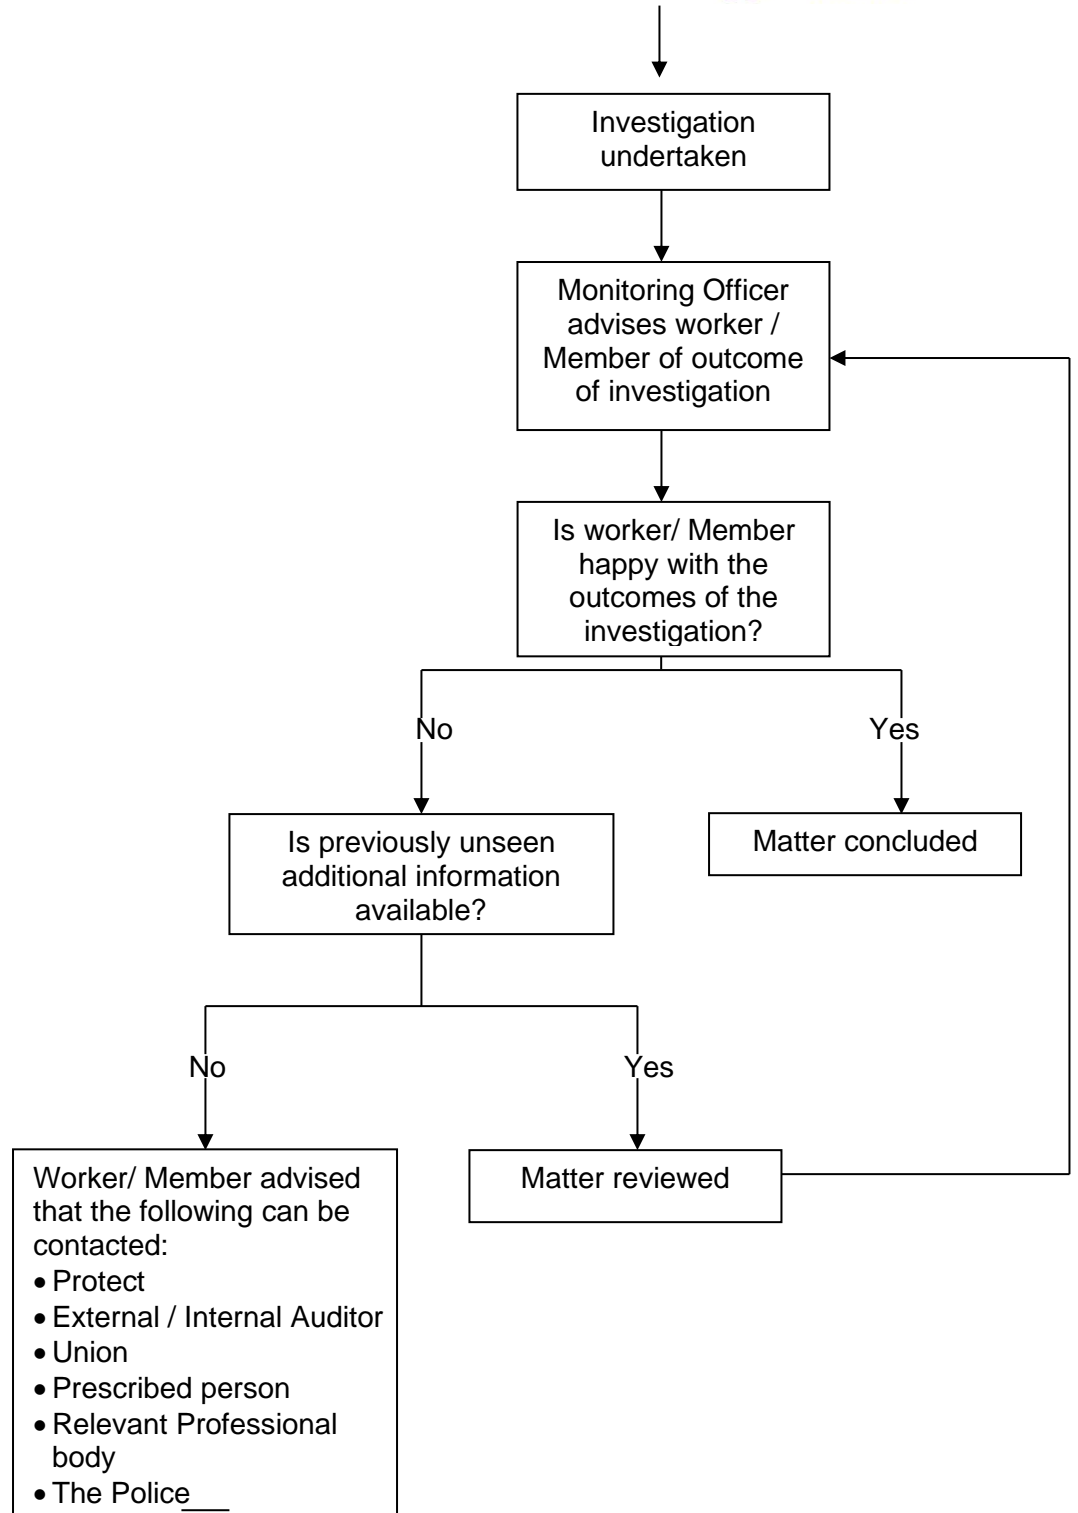 Investigation
undertaken
Monitoring Officer
advises worker /
Member of outcome
of investigation
Is worker/ Member
happy with the
outcomes of the
investigation?
No
Yes
Is previously unseen
additional information
available?
Matter concluded
No
Yes
Worker/ Member advised
that the following can be
contacted:
• Protect
• External / Internal Auditor
• Union
• Prescribed person
• Relevant Professional
body
• The Police
Matter reviewed